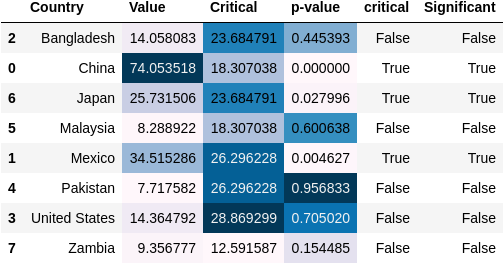 Country Value Critical p-value critical Significant
2 Bangladesh 14.058083 23.684791 0.445393 False False
0 China 74.053518 18.307038 0.000000 True True
6 Japan 25.731506 23.684791 0.027996 True True
5 Malaysia 8.288922 18.307038 0.600638 False False
1 Mexico 34.515286 26.296228 0.004627 True True
4 Pakistan 7.717582 26.296228 0.956833 False False
3 United States 14.364792 28.869299 0.705020 False False
7 Zambia 9.356777 12.591587 0.154485 False False